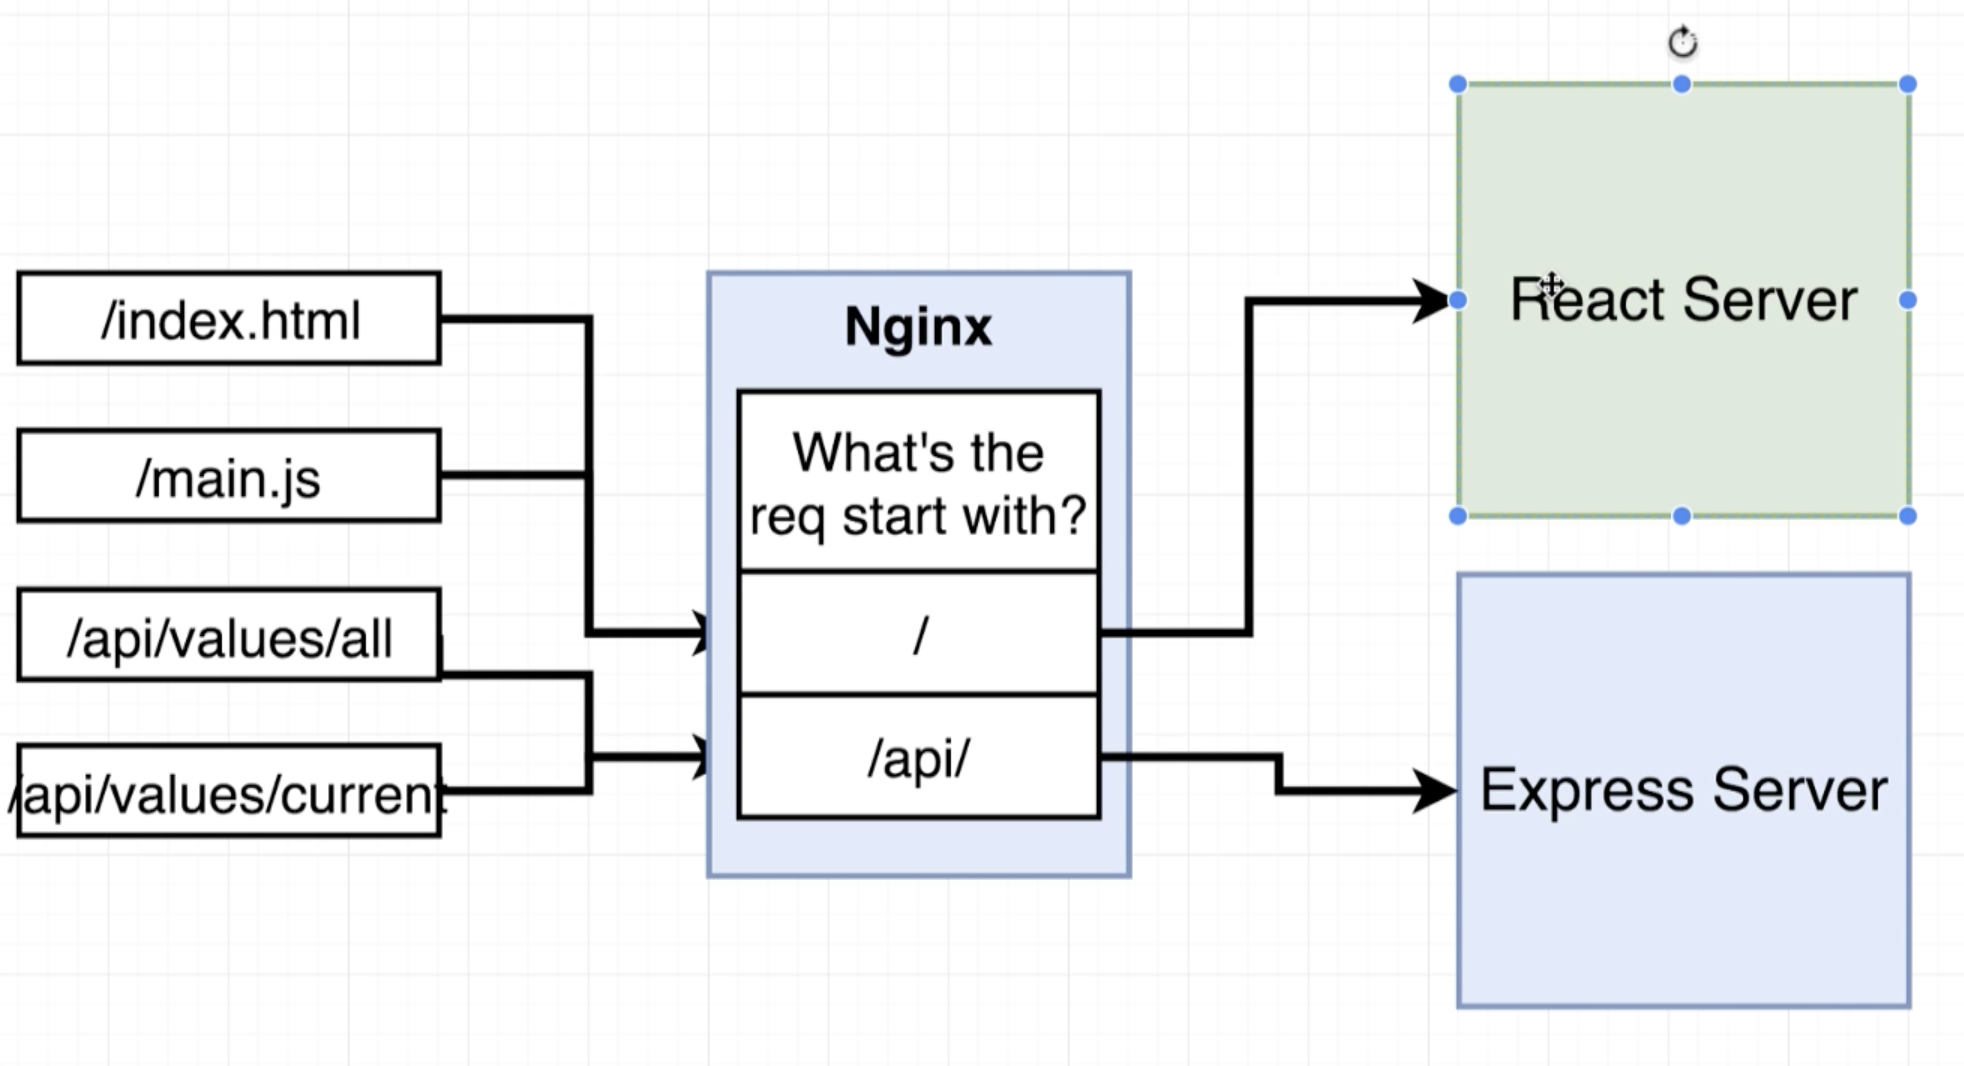 /index.html
/main.js
/api/values/all
/api/values/current
Nginx
What's the
req start with?
/
/api/
React Server
Express Server